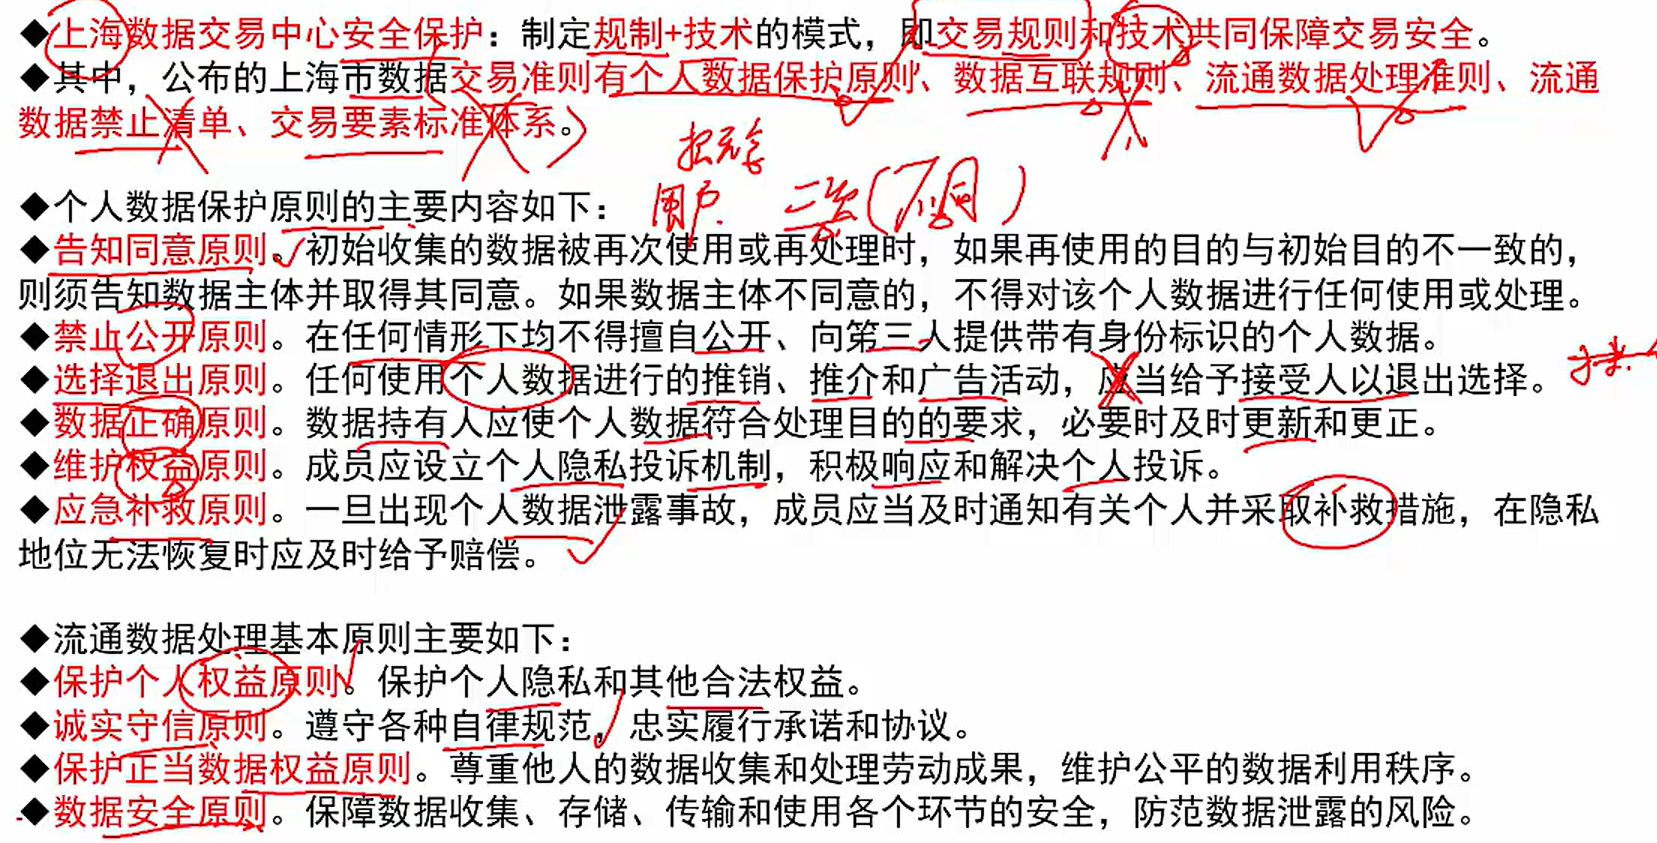 ◆上海数据交易中心安全保护：制定规制+技术的模式，即交易规则和技术共同保障交易安全。
◆其中，公布的上海市数据交易准则有个人数据保护原则、数据互联规则、流通数据处理准则、流通
数据禁止清单、交易要素标准体系。
用户
◆个人数据保护原则的主要内容如下：
◆告知同意原则。初始收集的数据被再次使用或再处理时，如果再使用的目的与初始目的不一致的，
则须告知数据主体并取得其同意。如果数据主体不同意的，不得对该个人数据进行任何使用或处理。
◆禁止公开原则。在任何情形下均不得擅自公开、向第三人提供带有身份标识的个人数据。
◆选择退出原则。任何使用个人数据进行的推销、推介和广告活动，应当给予接受人以退出选择。
◆数据正确原则。数据持有人应使个人数据符合处理目的的要求，必要时及时更新和更正。
◆维护权益原则。成员应设立个人隐私投诉机制，积极响应和解决个人投诉。
◆应急补救原则。一旦出现个人数据泄露事故，成员应当及时通知有关个人并采取补救措施，在隐私
地位无法恢复时应及时给予赔偿。
◆流通数据处理基本原则主要如下：
◆保护个人权益原则。保护个人隐私和其他合法权益。
◆诚实守信原则。遵守各种自律规范，忠实履行承诺和协议。
◆保护正当数据权益原则。尊重他人的数据收集和处理劳动成果，维护公平的数据利用秩序。
◆数据安全原则。保障数据收集、存储、传输和使用各个环节的安全，防范数据泄露的风险。